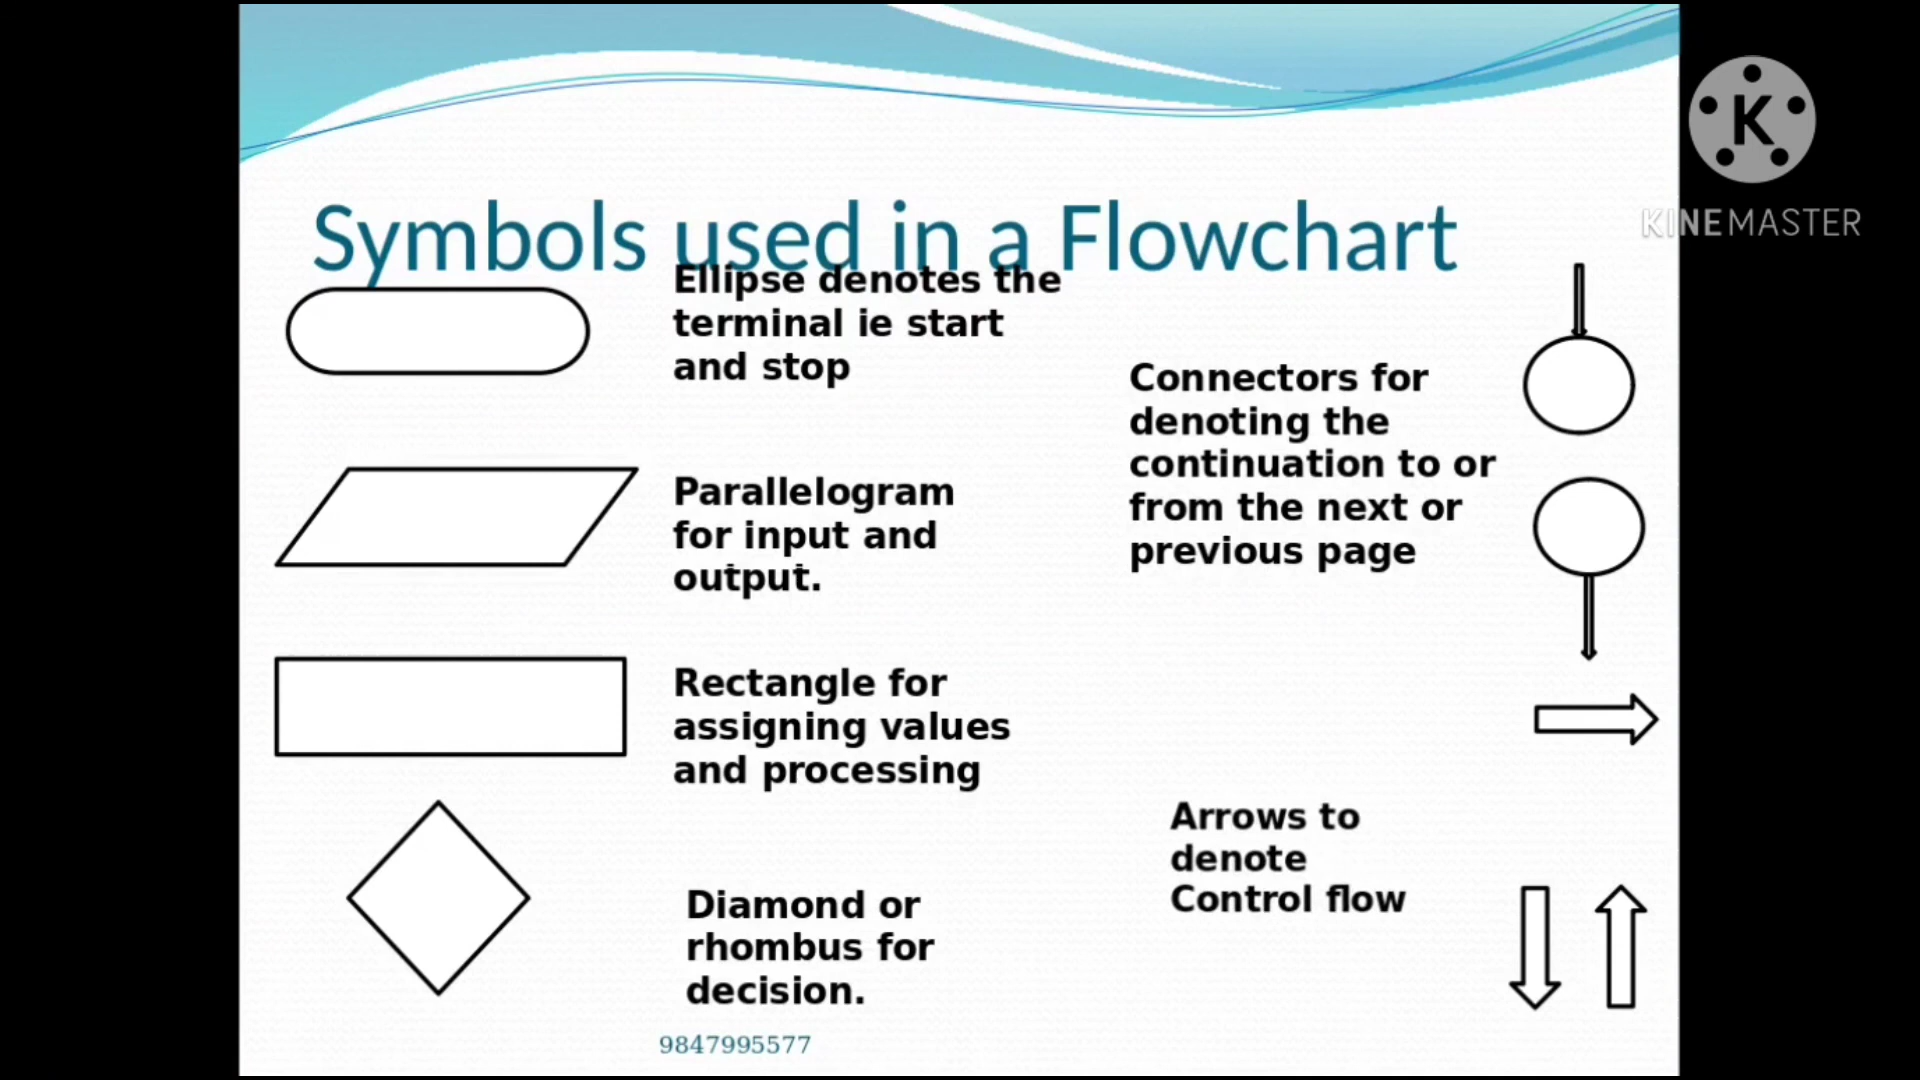 Symbols used in a Flowchart
Ellipse denotes the
terminal ie start
and stop
Parallelogram
for input and
output.
Rectangle for
assigning values
and processing
Diamond or
rhombus for
decision.
Connectors for
denoting the
continuation to or
from the next or
previous page
Arrows to
denote
Control flow
9847995577
K
KINEMASTER